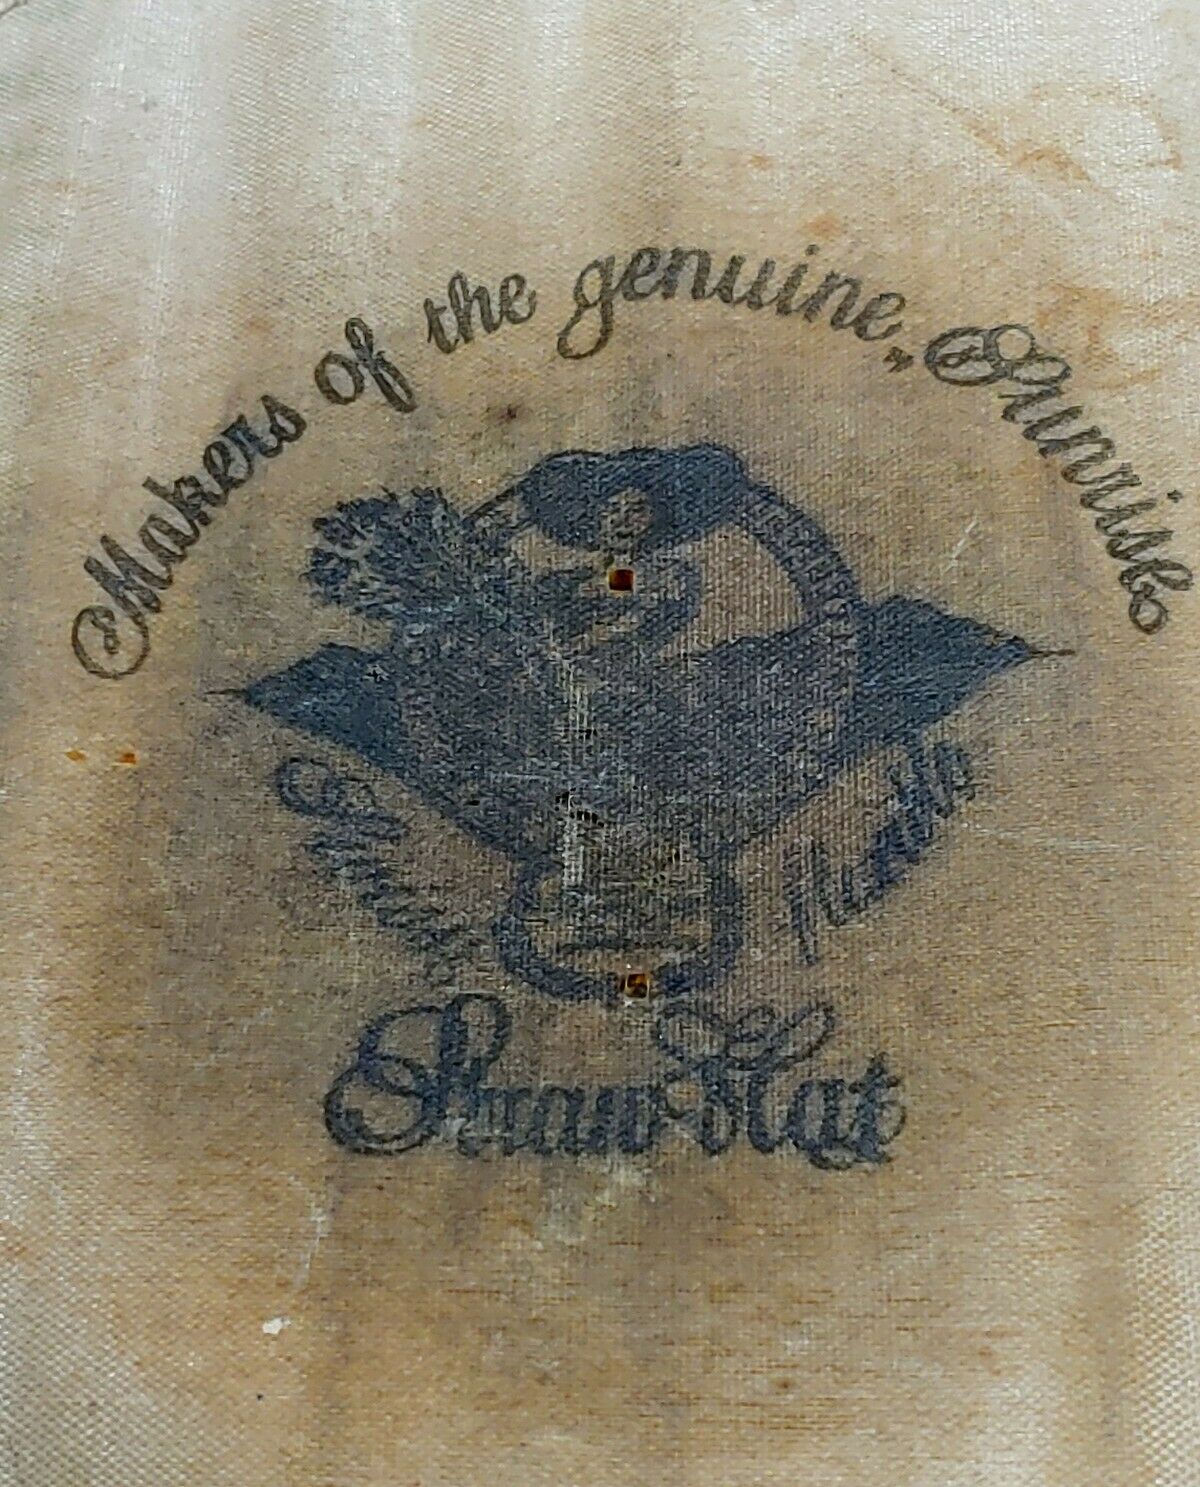 Makers of the genuine „Sunrise
Straw Hat